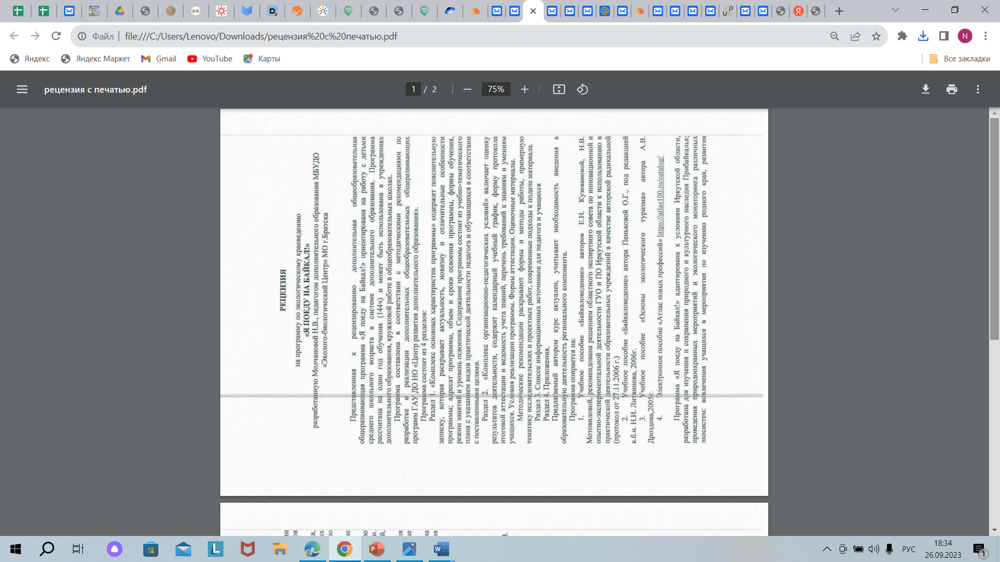 Файл
file:///C:/Users/Lenovo/Downloads/рецензия%20с%20печатью.pdf
N
Яндекс
Яндекс Маркет
Gmail
YouTube
Карты
Все закладки
рецензия с печатью.pdf
1 / 2
75%
РЕЦЕНЗИЯ
на программу по экологическому краеведению
«Я ПОЕДУ НА БАЙКАЛ!»
разработанную Молчановой Н.В., педагогом дополнительного образования МБУДО
«Эколого-биологический Центр» МО г.Братска
Представленная к рецензированию дополнительная общеобразовательная
общеразвивающая программа «Я поеду на Байкал!» ориентирована на работу с детьми
среднего школьного возраста в системе дополнительного образования. Программа
рассчитана на один год обучения (144ч) и может быть использована в учреждениях
дополнительного образования, кружковой работе в общеобразовательных школах.
Программа составлена в соответствии с методическими рекомендациями по
разработке и реализации дополнительных общеобразовательных общеразвивающих
программ ГАУ ДО НО «Центр развития дополнительного образования».
Программа состоит из 4 разделов:
Раздел 1. «Комплекс основных характеристик программы» содержит пояснительную
записку, которая раскрывает актуальность, новизну и отличительные особенности
программы; адресат программы, объем и сроки освоения программы, формы обучения,
режим занятий и уровень освоения. Содержание программы состоит из учебно-тематического
плана с указанием видов практической деятельности педагога и обучающихся в соответствии
с поставленными целями.
Раздел 2. «Комплекс организационно-педагогических условий» включает оценку
результатов деятельности, содержит календарный учебный график, форму протокола
итоговой аттестации и ведомость учета знаний, перечень требований к знаниям и умениям
учащихся. Условия реализации программы. Формы аттестации. Оценочные материалы.
Методические рекомендации раскрывают формы и методы работы, примерную
тематику исследовательских и проектных работ, современные подходы к подаче материала.
Раздел 3. Список информационных источников для педагога и учащихся
Раздел 4. Приложения.
Предлагаемый автором курс актуален, учитывает необходимость введения в
образовательную деятельность регионального компонента.
Программа опирается на:
1. Учебное пособие «Байкаловедение» авторов Е.Н. Кузевановой, Н.В.
Мотовиловой, рекомендована решением областного экспертного совета по инновационной и
опытно-экспериментальной деятельности ГУО и ПО Иркутской области к использованию в
практической деятельности образовательных учреждений в качестве авторской радикальной
(протокол от 27.11.2006 г.)
2. Учебное пособие «Байкаловедение» автора Пеньковой О.Г., под редакцией
к.б.н. Н.И. Литвинова, 2006г.
3. Учебное пособие «Основы экологического туризма» автора А.В.
Дроздова,2005г.
4. Электронное пособие «Атлас новых профессий» https://atlas100.ru/catalog/
Программа «Я поеду на Байкал!» адаптирована к условиям Иркутской области,
разработана для изучения и сохранения природного и культурного наследия Прибайкалья;
проведения природоохранных мероприятий и экологического мониторинга различных
экосистем: вовлечения учащихся в мероприятия по изучению родного края, развития
РУС
18:34
26.09.2023
1